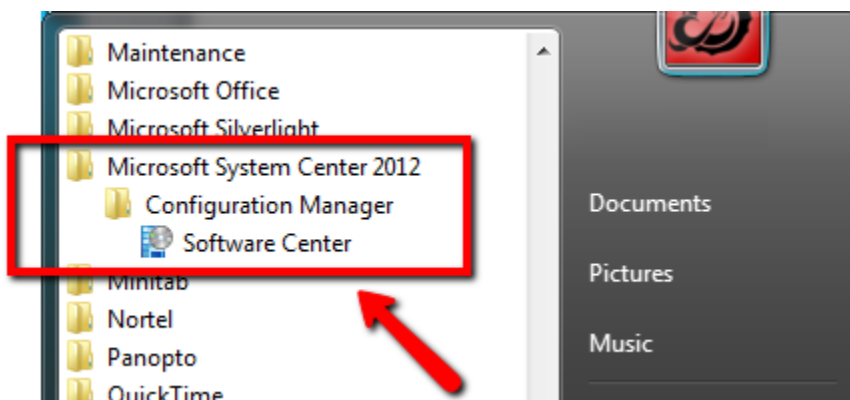 Maintenance
Microsoft Office
Microsoft Silverlight
Microsoft System Center 2012
Configuration Manager
Software Center
Minitab
Nortel
Panopto
QuickTime
Documents
Pictures
Music